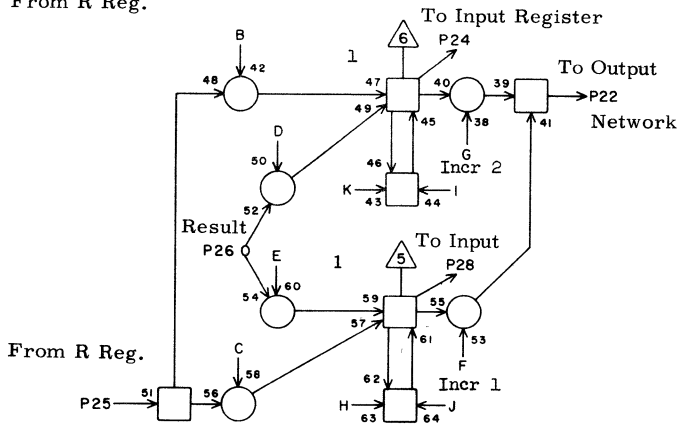 From R Reg.
To Input Register
6
P24
B
1
48
42
47
49
40
39
To Output
P22
Network
45
38
41
D
50
46
G
Incr 2
K
43
44
I
52
Result
P26
To Input
5
P28
E
1
54
60
59
57
55
53
61
From R Reg.
C
58
F
Incr 1
62
P25
51
56
H
63
64
J